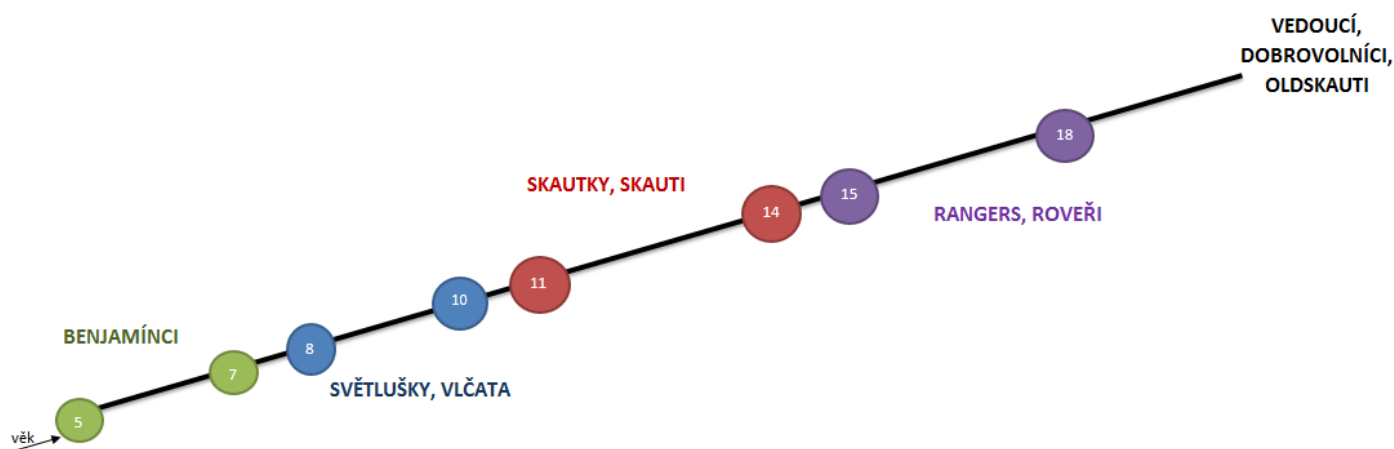 VEDOUCÍ,
DOBROVOLNÍCI,
OLDSKAUTI
18
SKAUTKY, SKAUTI
15
14
RANGERS, ROVEŘI
11
10
BENJAMÍNCI
8
7
SVĚTLUŠKY, VLČATA
5
věk